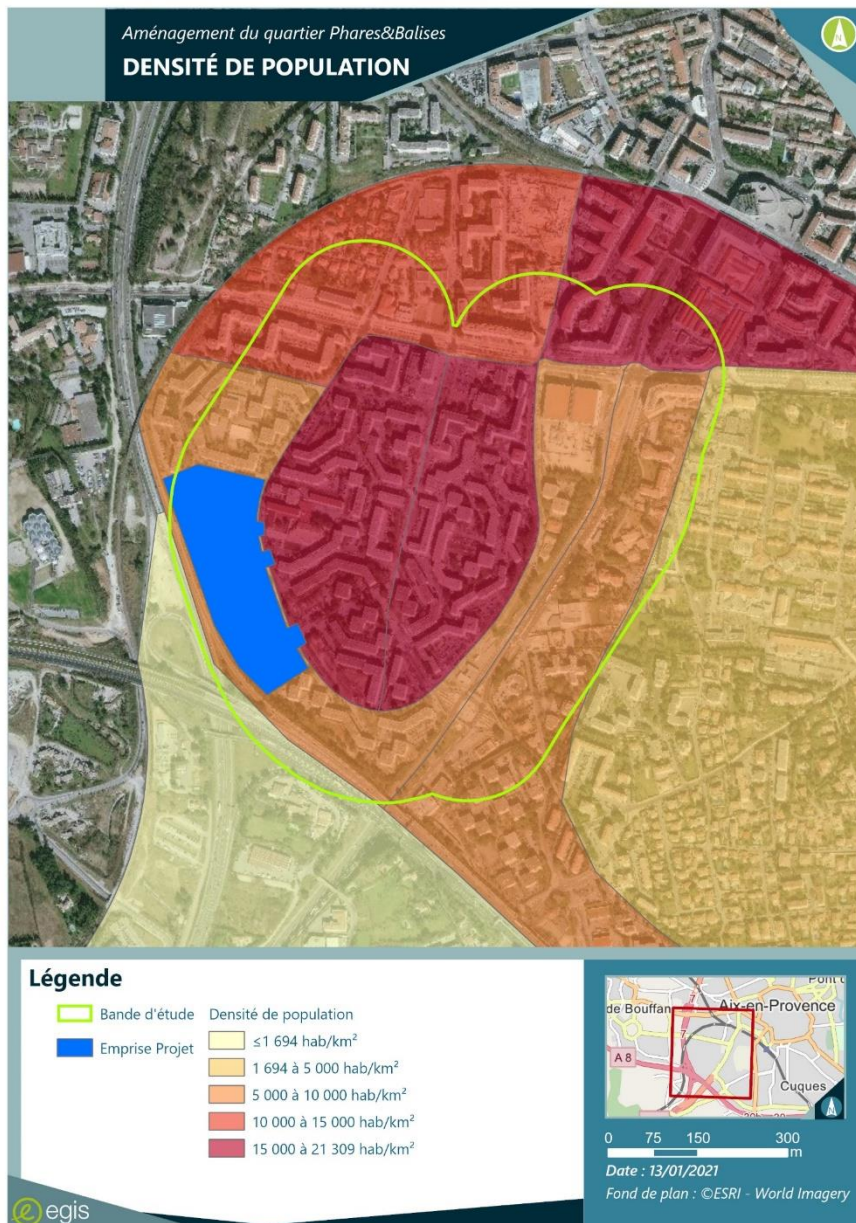 Aménagement du quartier Phares&Balises
DENSITÉ DE POPULATION
N
Légende
Bande d'étude
Emprise Projet
Densité de population
≤1 694 hab/km²
1 694 à 5 000 hab/km²
5 000 à 10 000 hab/km²
10 000 à 15 000 hab/km²
15 000 à 21 309 hab/km²
Pont d
de Bouffan
Aix-en-Provence
7
A 8
Cuques
0 75 150 300
m
Date : 13/01/2021
Fond de plan : ©ESRI - World Imagery
egis